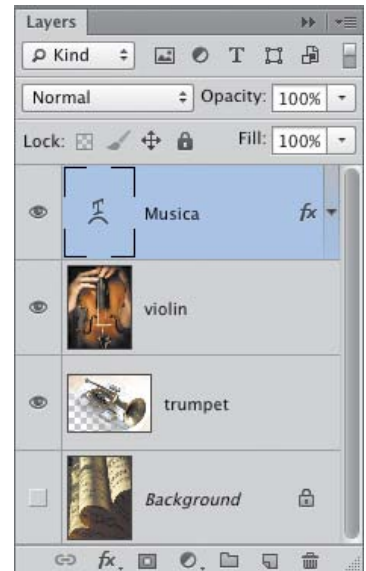 Layers
Kind
Normal Opacity: 100%
Lock: Fill: 100%
T Musica fx
violin
trumpet
Background
fx